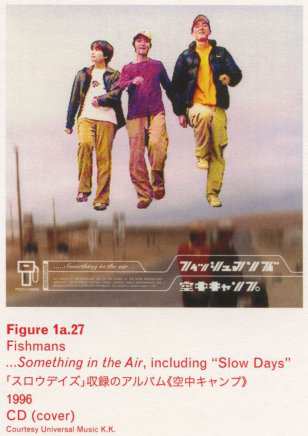 ....Something in the air
フィッシュマンズ
空中キャンプ。
Figure 1a.27
Fishmans
...Something in the Air, including “Slow Days”
「スロウデイズ」収録のアルバム《空中キャンプ》
1996
CD (cover)
Courtesy Universal Music K.K.